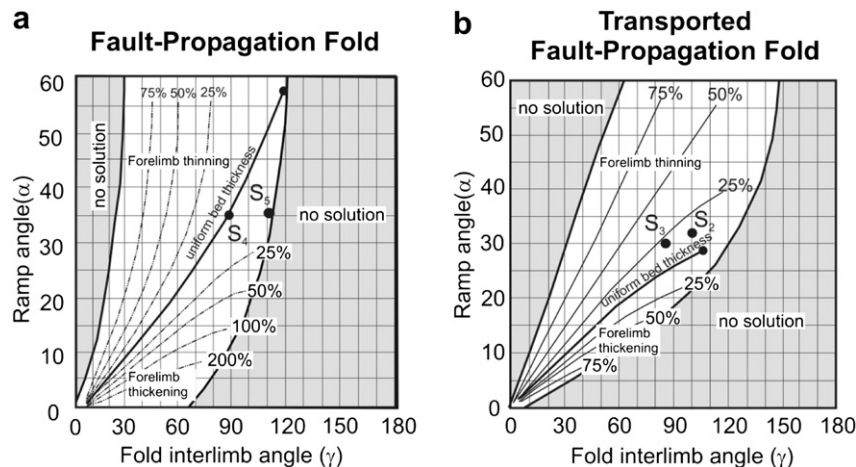 a
Fault-Propagation Fold
60
50
40
30
20
10
0
Ramp angle(α)
no solution
75%
50%
25%
Forelimb thinning
uniform bed thickness
S5
S4
no solution
25%
50%
100%
200%
Forelimb
thickening
0
30
60
90
120
150
180
Fold interlimb angle (γ)
b
Transported
Fault-Propagation Fold
60
50
40
30
20
10
0
Ramp angle(α)
no solution
75%
50%
Forelimb thinning
25%
S3
S2
uniform bed thickness
25%
50%
no solution
Forelimb
thickening
75%
0
30
60
90
120
150
180
Fold interlimb angle (γ)